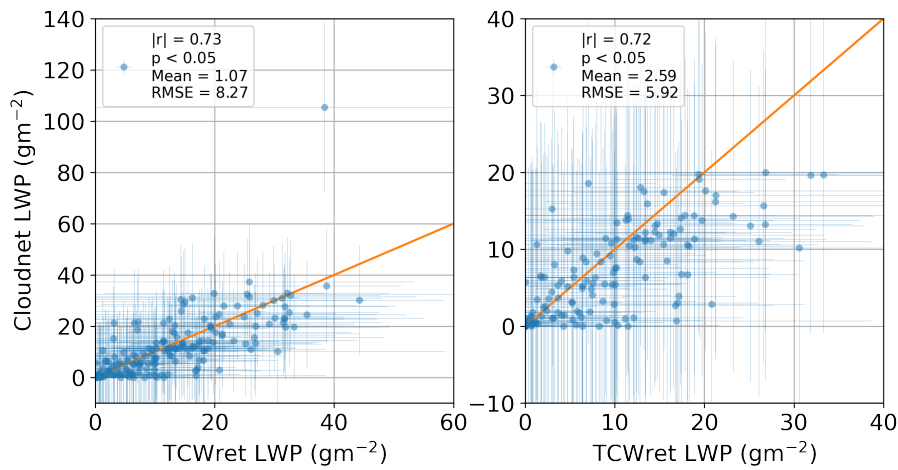 140
120
100
80
60
40
20
0
0
20
40
60
Cloudnet LWP (gm⁻²)
TCWret LWP (gm⁻²)
|r| = 0.73
p < 0.05
Mean = 1.07
RMSE = 8.27
40
30
20
10
0
−10
0
10
20
30
40
TCWret LWP (gm⁻²)
|r| = 0.72
p < 0.05
Mean = 2.59
RMSE = 5.92